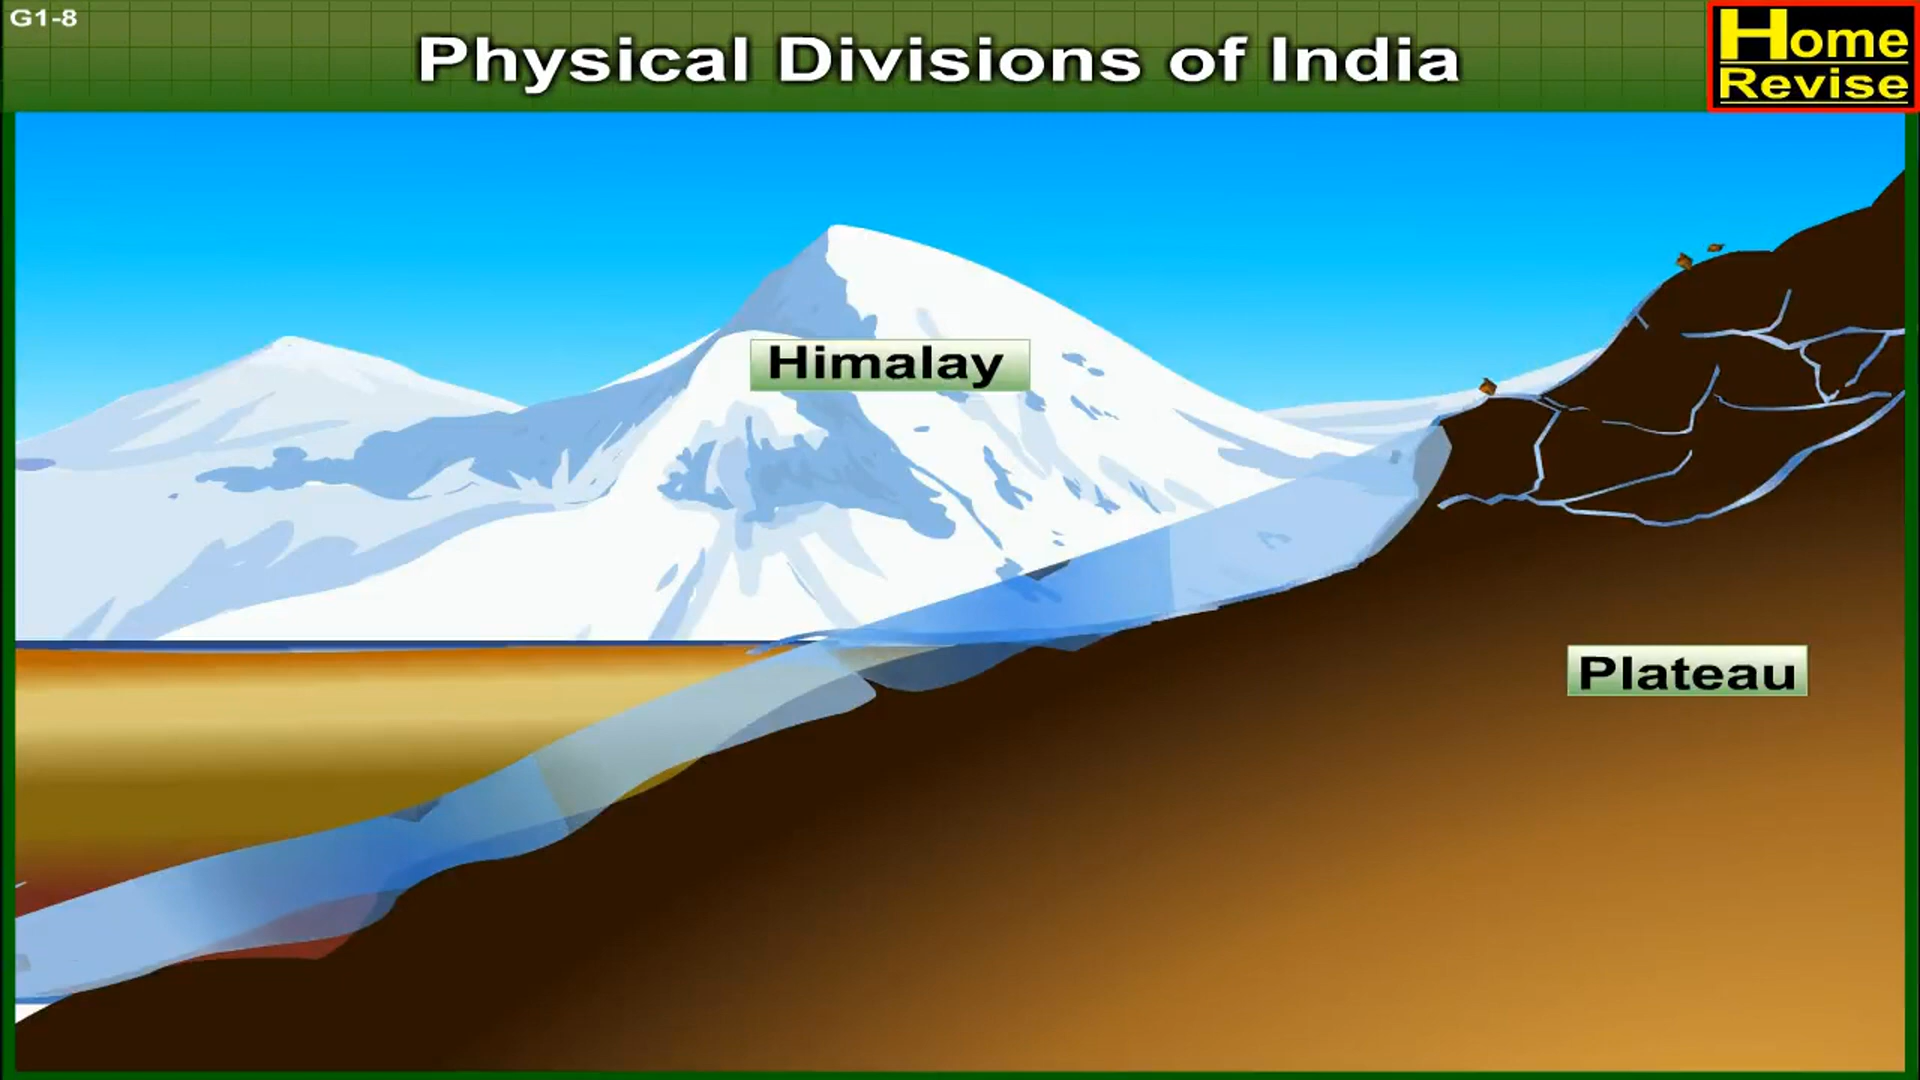 G1-8
Physical Divisions of India
Home
Revise
Himalay
Plateau